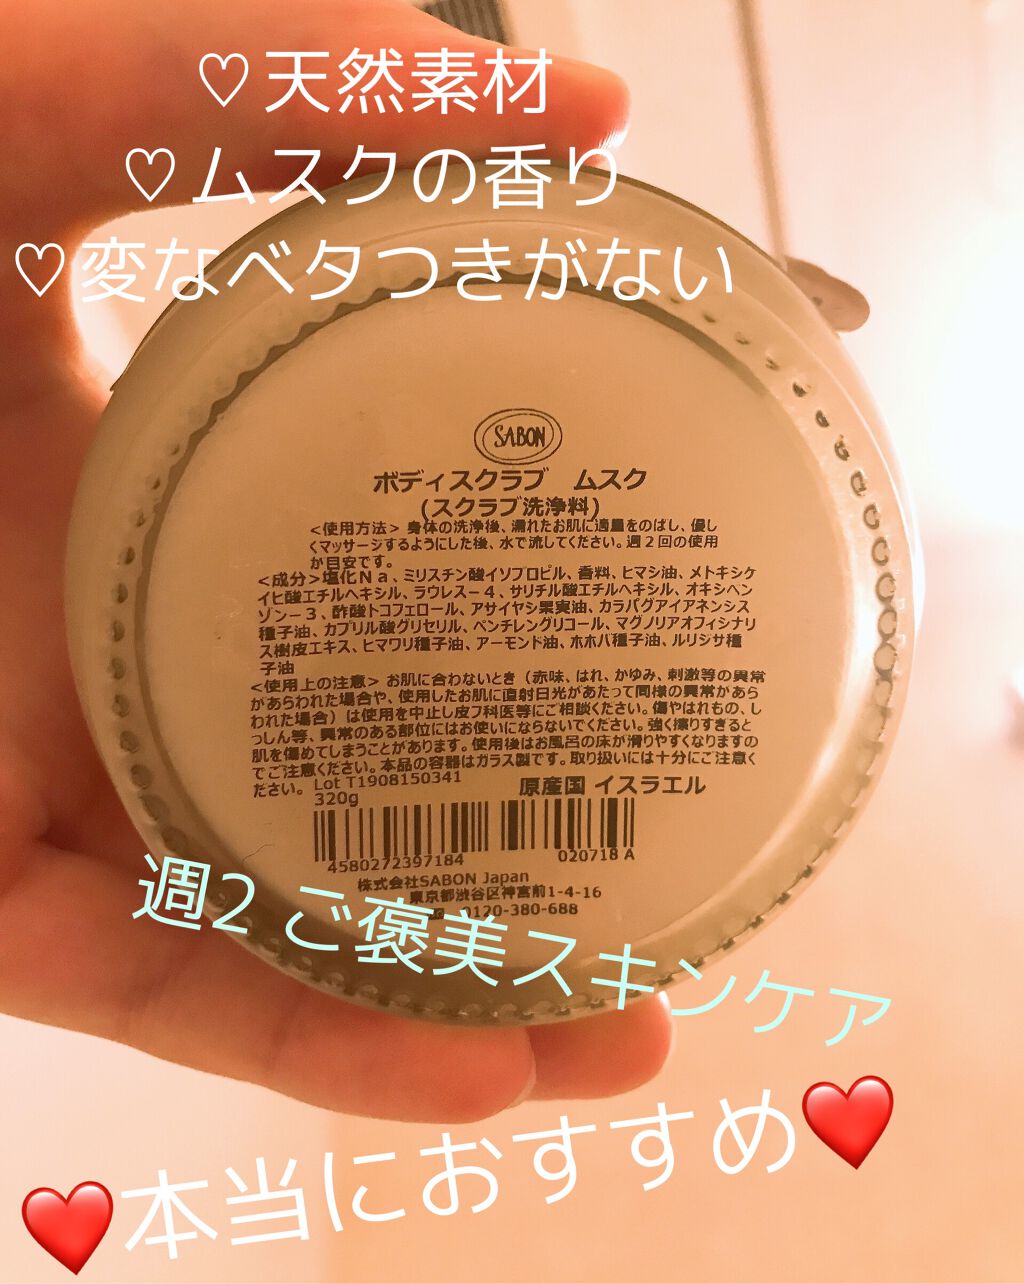 ♡天然素材
♡ムスクの香り
♡変なベタつきがない
SABON
ボディスクラブ ムスク
(スクラブ洗浄料)
<使用方法> 身体の洗浄後、濡れたお肌に適量をのばし、優し
くマッサージするようにした後、水で流してください。週2回の使用
が目安です。
<成分>塩化Na、ミリスチン酸イソプロピル、香料、ヒマシ油、メトキシケ
イヒ酸エチルヘキシル、ラウレス-4、サリチル酸エチルヘキシル、オキシベン
ゾン-3、酢酸トコフェロール、アサイヤシ果実油、カラパグアイアネンシス
種子油、カプリル酸グリセリル、ペンチレングリコール、マグノリアオフィシナリ
ス樹皮エキス、ヒマワリ種子油、アーモンド油、ホホバ種子油、ルリジサ種
子油
<使用上の注意> お肌に合わないとき（赤味、はれ、かゆみ、刺激等の異常
があらわれた場合や、使用したお肌に直射日光があたって同様の異常があら
われた場合）は使用を中止し皮フ科医等にご相談ください。傷やはれもの、し
っしん等、異常のある部位にはお使いにならないでください。強く擦りすぎると
肌を傷めてしまうことがあります。使用後はお風呂の床が滑りやすくなりますの
でご注意ください。本品の容器はガラス製です。取り扱いには十分にご注意く
ださい。 Lot T1908150341
320g 原産国 イスラエル
4580272397184 020718 A
株式会社SABON Japan
東京都渋谷区神宮前1-4-16
0120-380-688
週2 ご褒美スキンケア
❤️本当におすすめ❤️